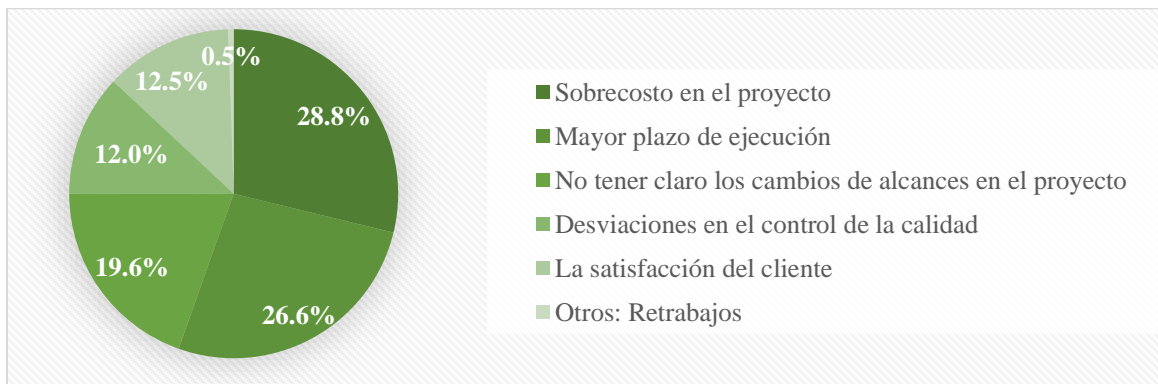 0.5%
12.5%
28.8%
12.0%
19.6%
26.6%
Sobrecosto en el proyecto
Mayor plazo de ejecución
No tener claro los cambios de alcances en el proyecto
Desviaciones en el control de la calidad
La satisfacción del cliente
Otros: Retrabajos